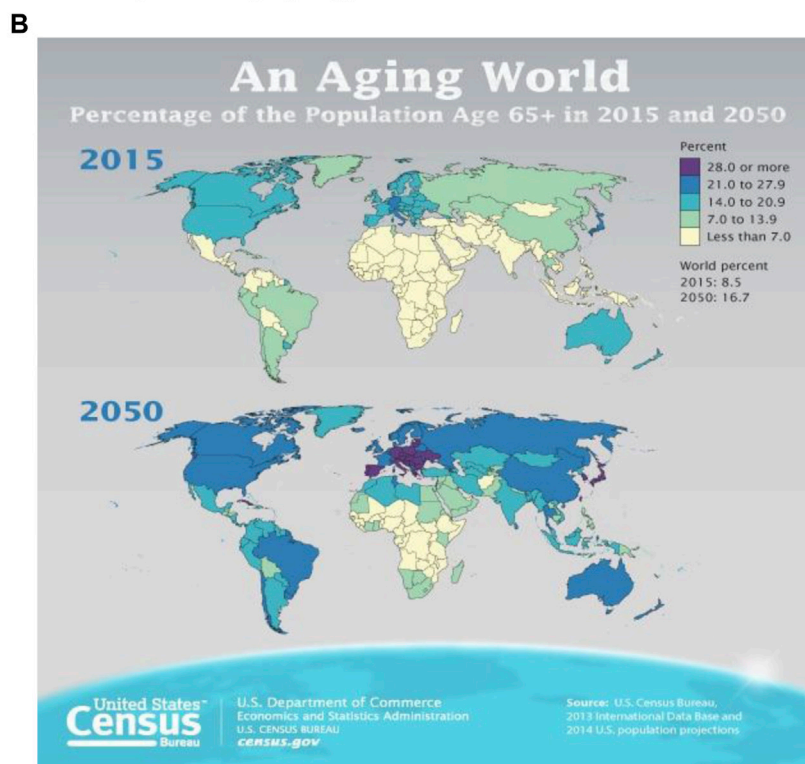 B
An Aging World
Percentage of the Population Age 65+ in 2015 and 2050
2015
Percent
28.0 or more
21.0 to 27.9
14.0 to 20.9
7.0 to 13.9
Less than 7.0
World percent
2015: 8.5
2050: 16.7
2050
United States™
Census
Bureau
U.S. Department of Commerce
Economics and Statistics Administration
U.S. CENSUS BUREAU
census.gov
Source: U.S. Census Bureau,
2013 International Data Base and
2014 U.S. population projections